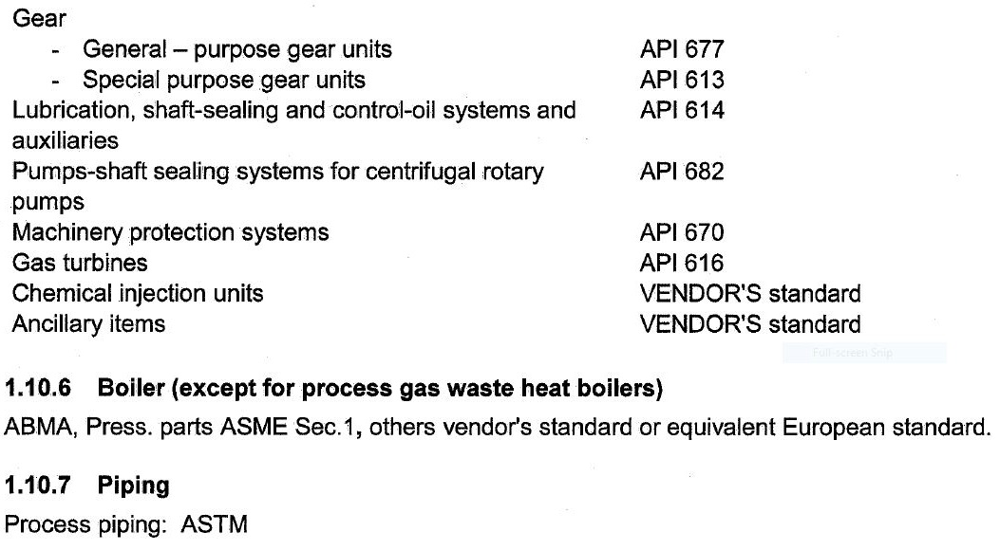 Gear
- General – purpose gear units API 677
- Special purpose gear units API 613
Lubrication, shaft-sealing and control-oil systems and API 614
auxiliaries
Pumps-shaft sealing systems for centrifugal rotary API 682
pumps
Machinery protection systems API 670
Gas turbines API 616
Chemical injection units VENDOR'S standard
Ancillary items VENDOR'S standard
Full-screen Snip
1.10.6 Boiler (except for process gas waste heat boilers)
ABMA, Press. parts ASME Sec.1, others vendor's standard or equivalent European standard.
1.10.7 Piping
Process piping: ASTM